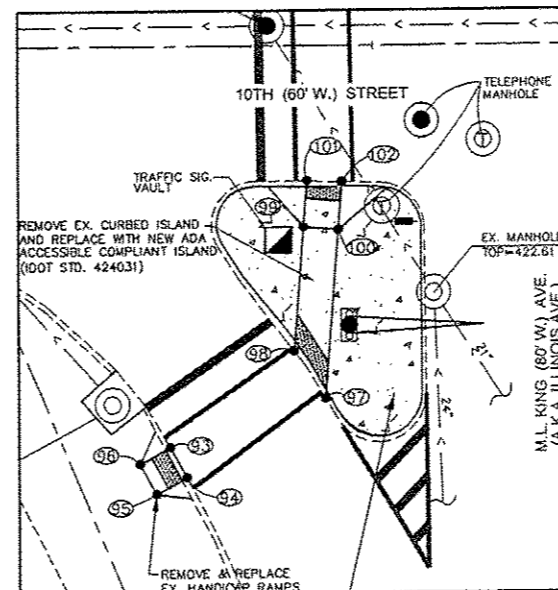 10TH (60' W.) STREET
TELEPHONE
MANHOLE
T
101
102
TRAFFIC SIG.
VAULT
99
T
REMOVE EX. CURBED ISLAND
AND REPLACE WITH NEW ADA
ACCESSIBLE COMPLIANT ISLAND
(IDOT STD. 424031)
100
EX. MANHOLE
TOP=422.61
M.L. KING (80' W.) AVE.
(A.K.A ILLINOIS AVE.)
21"
24"
98
97
96
93
94
95
REMOVE & REPLACE
EX. HANDICAP RAMPS